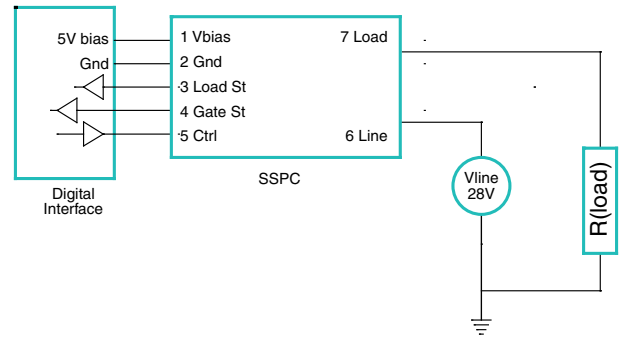 5V bias
Gnd
1 Vbias
2 Gnd
3 Load St
4 Gate St
5 Ctrl
7 Load
6 Line
SSPC
Digital
Interface
Vline
28V
R(load)